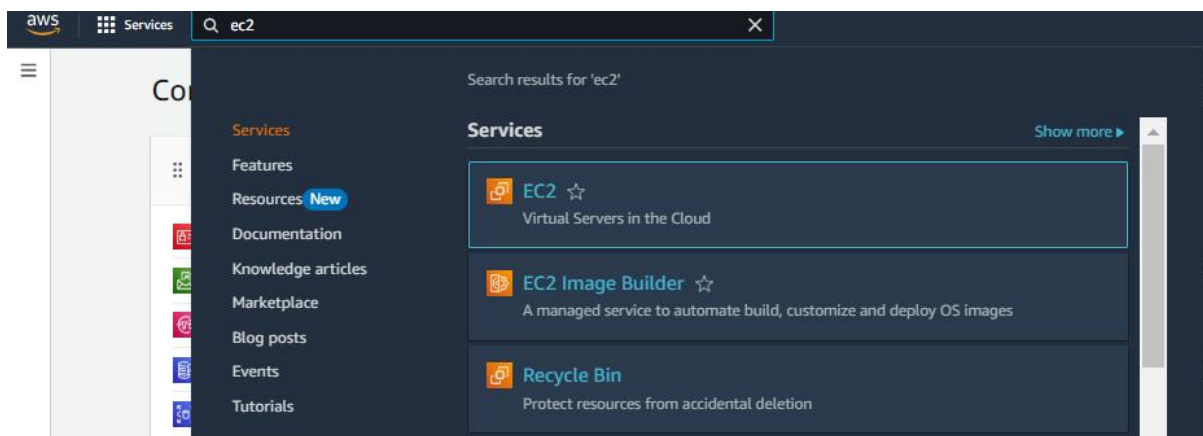 aws
Services
ec2
Search results for 'ec2'
Services
Features
Resources New
Documentation
Knowledge articles
Marketplace
Blog posts
Events
Tutorials
Services
Show more
EC2
Virtual Servers in the Cloud
EC2 Image Builder
A managed service to automate build, customize and deploy OS images
Recycle Bin
Protect resources from accidental deletion